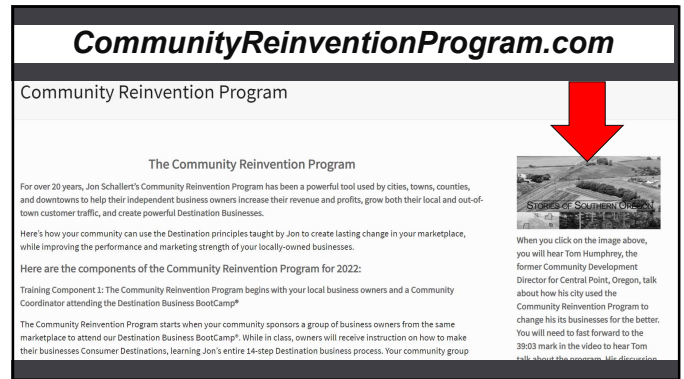 CommunityReinventionProgram.com
Community Reinvention Program
The Community Reinvention Program
For over 20 years, Jon Schallert's Community Reinvention Program has been a powerful tool used by cities, towns, counties,
and downtowns to help their independent business owners increase their revenue and profits, grow both their local and out-of-
town customer traffic, and create powerful Destination Businesses.
Here's how your community can use the Destination principles taught by Jon to create lasting change in your marketplace,
while improving the performance and marketing strength of your locally-owned businesses.
Here are the components of the Community Reinvention Program for 2022:
Training Component 1: The Community Reinvention Program begins with your local business owners and a Community
Coordinator attending the Destination Business BootCamp®
The Community Reinvention Program starts when your community sponsors a group of business owners from the same
marketplace to attend our Destination Business BootCamp®. While in class, owners will receive instruction on how to make
their businesses Consumer Destinations, learning Jon's entire 14-step Destination business process. Your community group
STORIES OF SOUTHERN OREGON
When you click on the image above,
you will hear Tom Humphrey, the
former Community Development
Director for Central Point, Oregon, talk
about how his city used the
Community Reinvention Program to
change its businesses for the better.
You will need to fast forward to the
39:03 mark in the video to hear Tom
talk about the program. His discussion